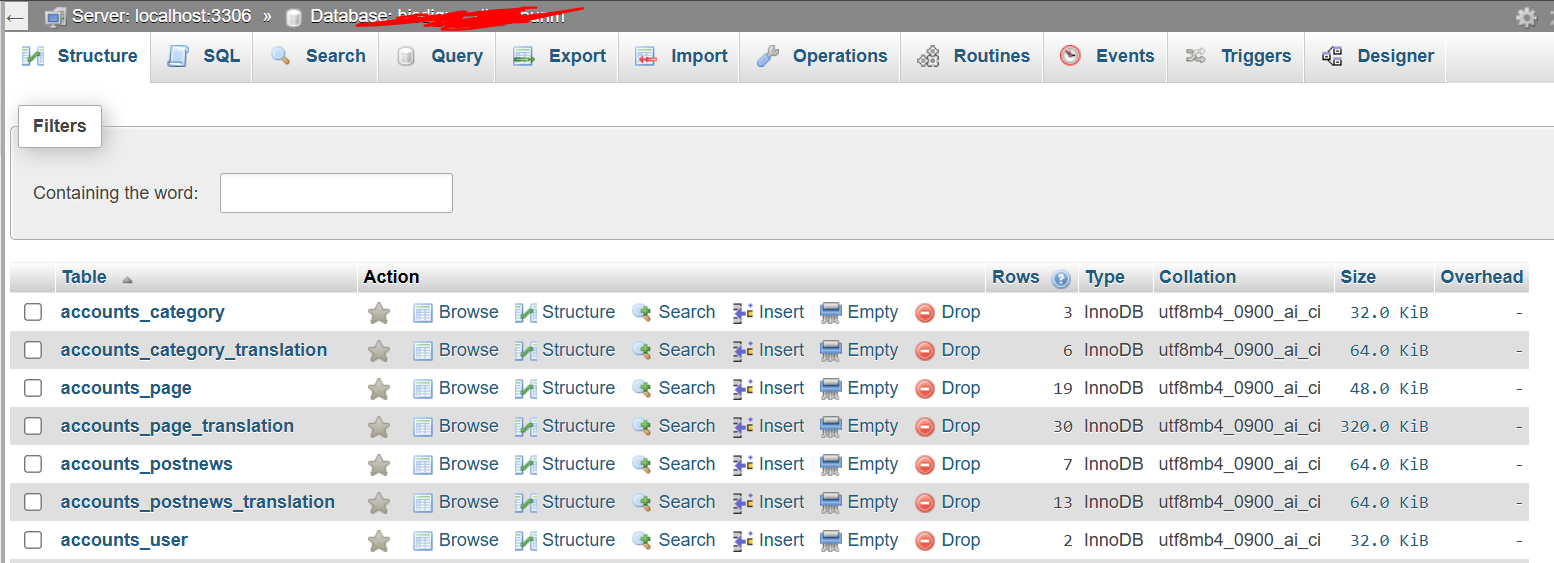 Server: localhost:3306 » Database:
Structure SQL Search Query Export Import Operations Routines Events Triggers Designer
Filters
Containing the word:
Table Action Rows Type Collation Size Overhead
accounts_category Browse Structure Search Insert Empty Drop 3 InnoDB utf8mb4_0900_ai_ci 32.0 KiB -
accounts_category_translation Browse Structure Search Insert Empty Drop 6 InnoDB utf8mb4_0900_ai_ci 64.0 KiB -
accounts_page Browse Structure Search Insert Empty Drop 19 InnoDB utf8mb4_0900_ai_ci 48.0 KiB -
accounts_page_translation Browse Structure Search Insert Empty Drop 30 InnoDB utf8mb4_0900_ai_ci 320.0 KiB -
accounts_postnews Browse Structure Search Insert Empty Drop 7 InnoDB utf8mb4_0900_ai_ci 64.0 KiB -
accounts_postnews_translation Browse Structure Search Insert Empty Drop 13 InnoDB utf8mb4_0900_ai_ci 64.0 KiB -
accounts_user Browse Structure Search Insert Empty Drop 2 InnoDB utf8mb4_0900_ai_ci 32.0 KiB -